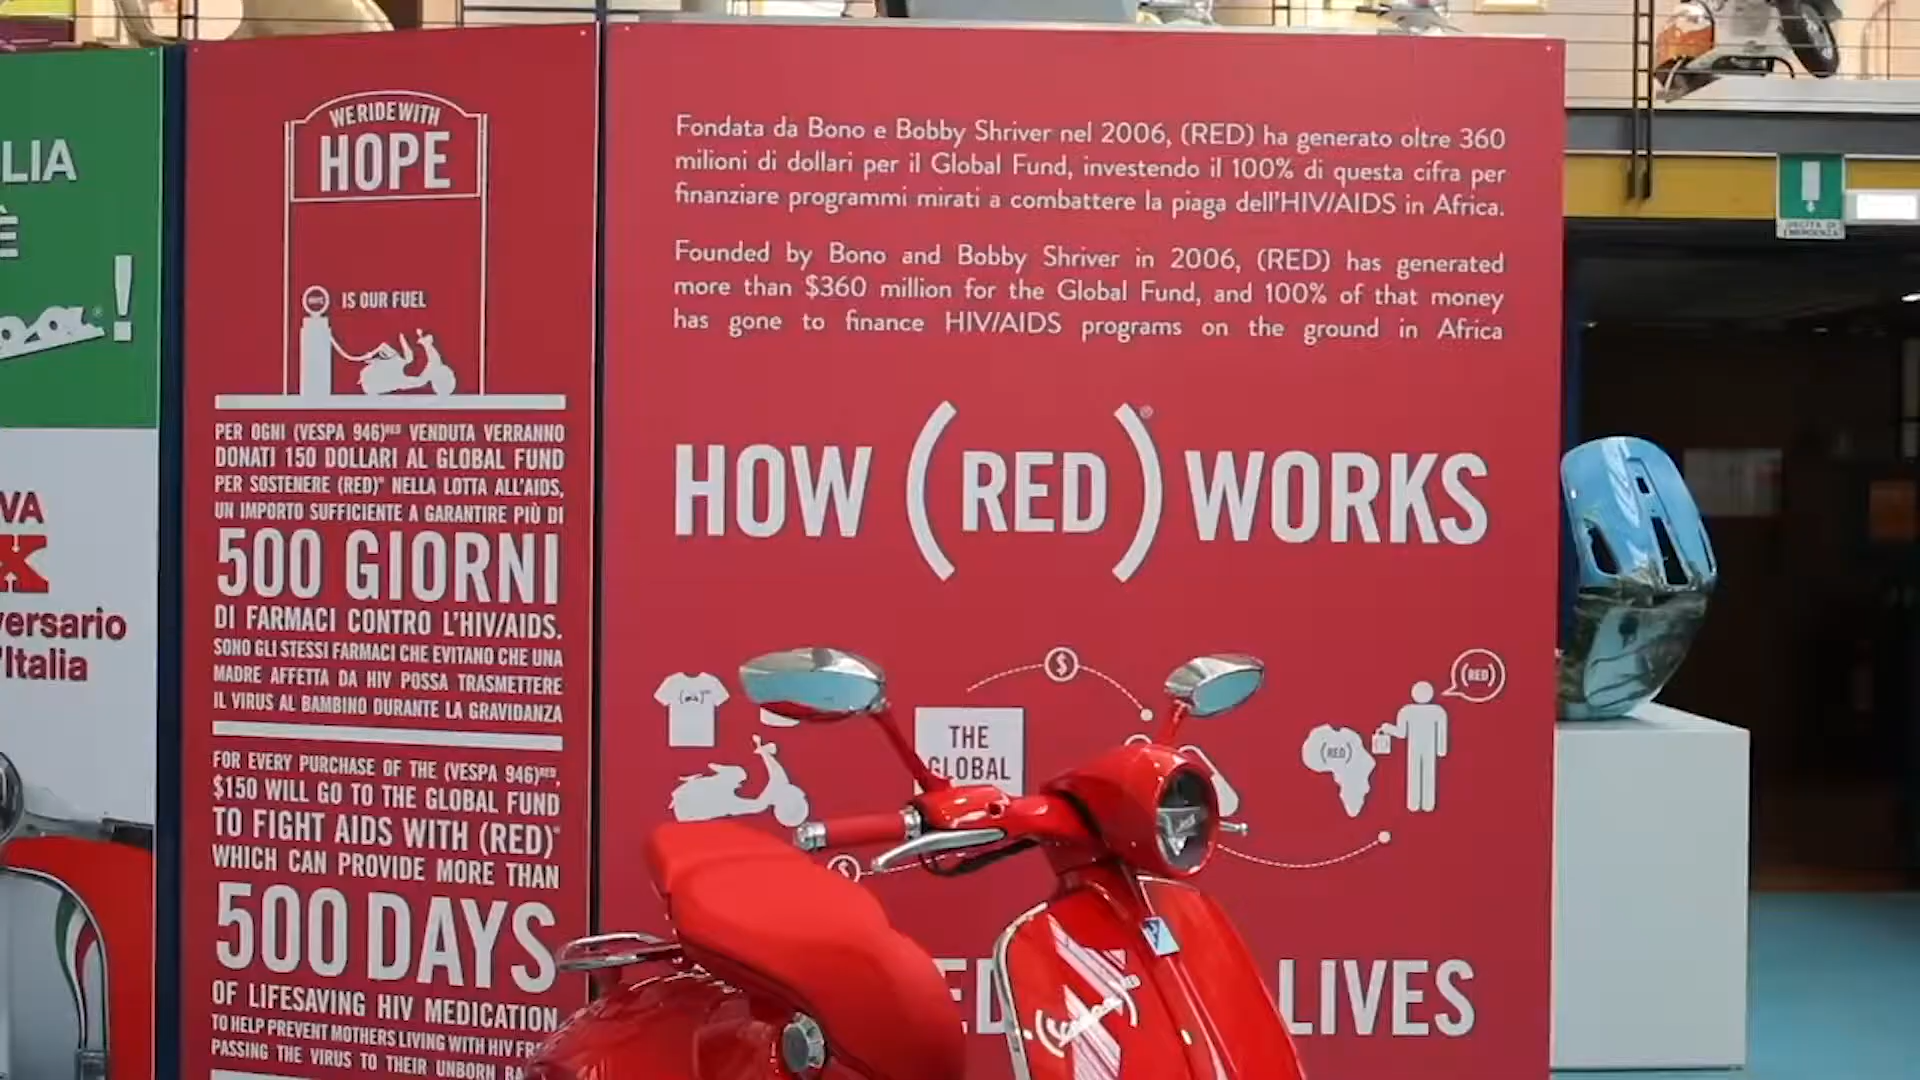 LIA
È
!
VA
X
versario
'Italia
WE RIDE WITH
HOPE
IS OUR FUEL
PER OGNI (VESPA 946)RED VENDUTA VERRANNO
DONATI 150 DOLLARI AL GLOBAL FUND
PER SOSTENERE (RED)® NELLA LOTTA ALL'AIDS,
UN IMPORTO SUFFICIENTE A GARANTIRE PIÙ DI
500 GIORNI
DI FARMACI CONTRO L'HIV/AIDS.
SONO GLI STESSI FARMACI CHE EVITANO CHE UNA
MADRE AFFETTA DA HIV POSSA TRASMETTERE
IL VIRUS AL BAMBINO DURANTE LA GRAVIDANZA
FOR EVERY PURCHASE OF THE (VESPA 946)RED,
$150 WILL GO TO THE GLOBAL FUND
TO FIGHT AIDS WITH (RED)®
WHICH CAN PROVIDE MORE THAN
500 DAYS
OF LIFESAVING HIV MEDICATION
TO HELP PREVENT MOTHERS LIVING WITH HIV FR
PASSING THE VIRUS TO THEIR UNBORN BA
Fondata da Bono e Bobby Shriver nel 2006, (RED) ha generato oltre 360
milioni di dollari per il Global Fund, investendo il 100% di questa cifra per
finanziare programmi mirati a combattere la piaga dell'HIV/AIDS in Africa.
Founded by Bono and Bobby Shriver in 2006, (RED) has generated
more than $360 million for the Global Fund, and 100% of that money
has gone to finance HIV/AIDS programs on the ground in Africa
HOW (RED)® WORKS
$
(RED)
THE
GLOBAL
(RED)
$
ED
LIVES
(Vespa)RED
USCITA DI
EMERGENZA